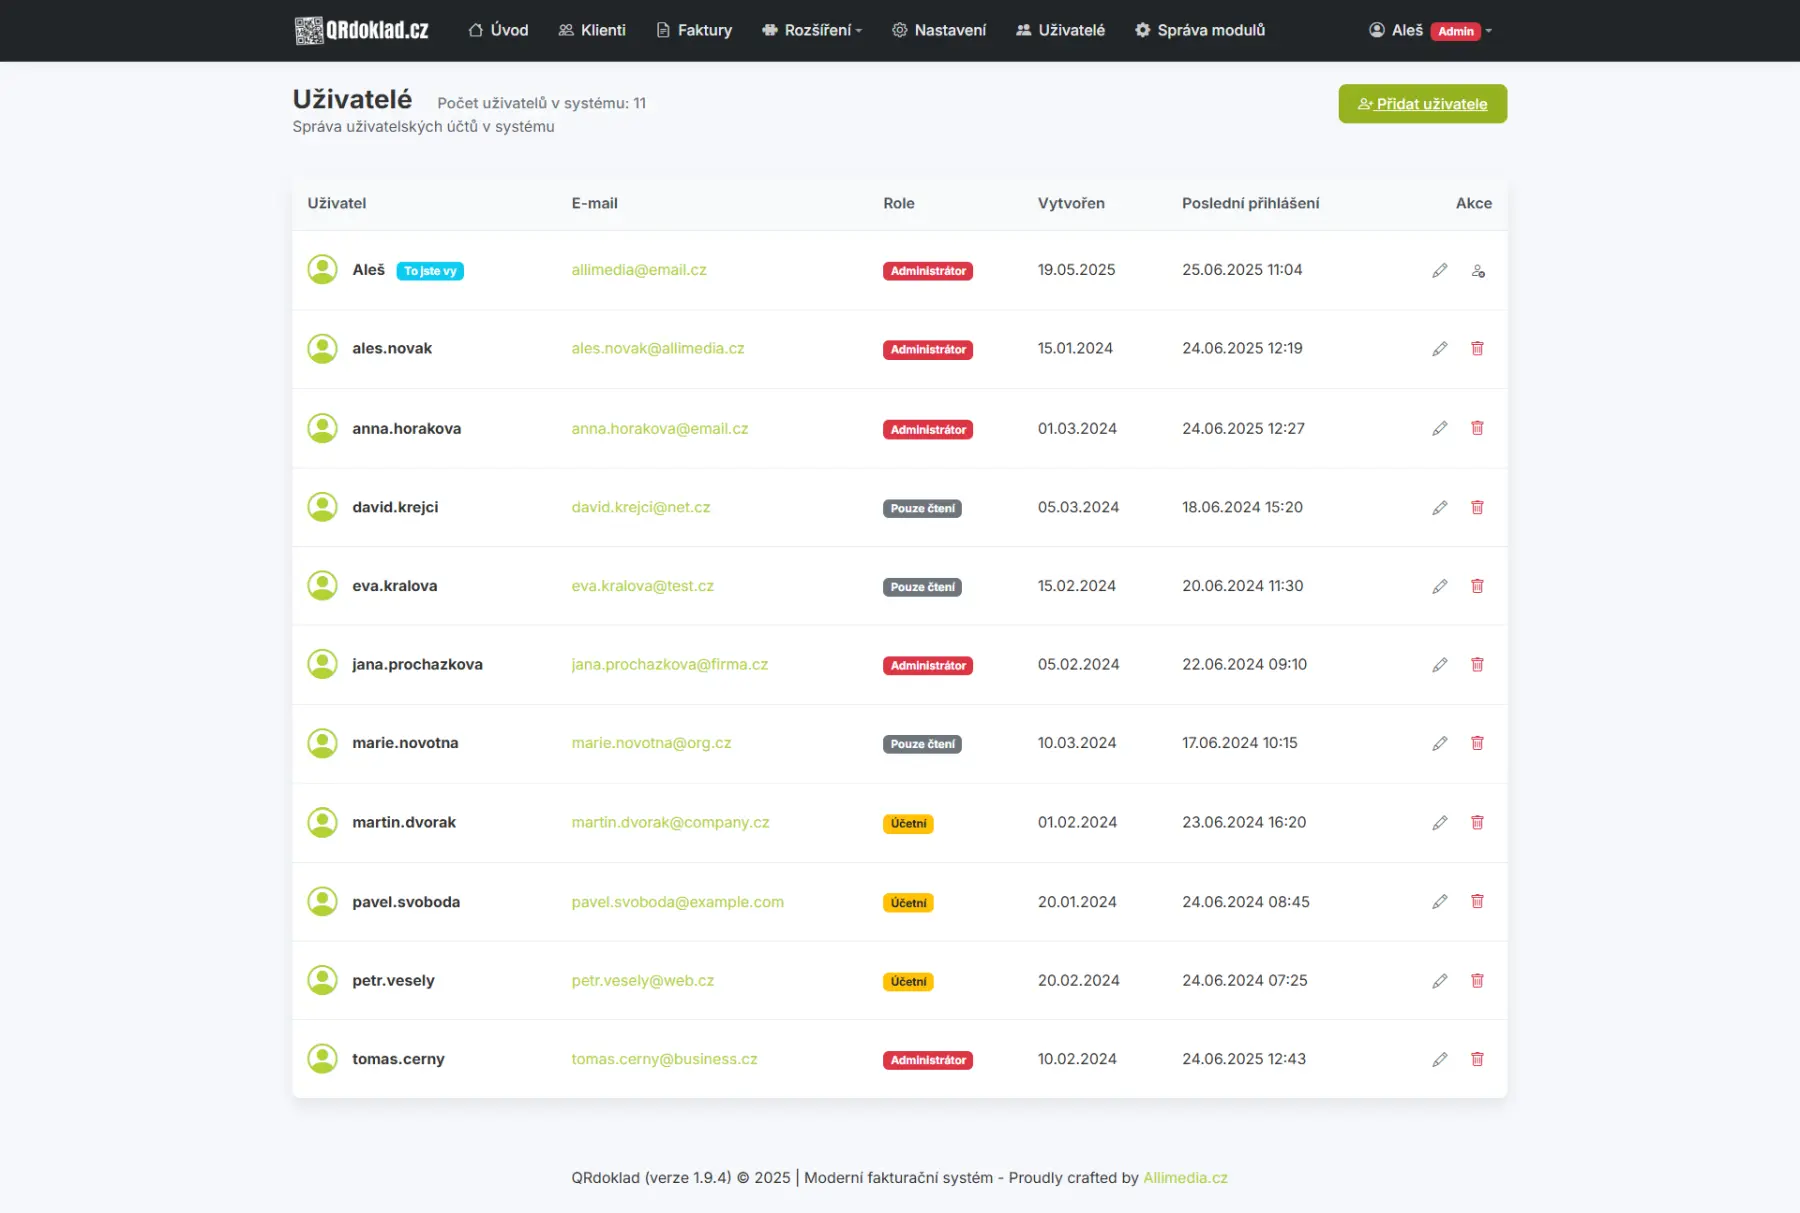 QRdoklad.cz Úvod Klienti Faktury Rozšíření Nastavení Uživatelé Správa modulů Aleš Admin
Uživatelé Počet uživatelů v systému: 11
Přidat uživatele
Správa uživatelských účtů v systému
Uživatel E-mail Role Vytvořen Poslední přihlášení Akce
Aleš To jste vy allimedia@email.cz Administrátor 19.05.2025 25.06.2025 11:04
ales.novak ales.novak@allimedia.cz Administrátor 15.01.2024 24.06.2025 12:19
anna.horakova anna.horakova@email.cz Administrátor 01.03.2024 24.06.2025 12:27
david.krejci david.krejci@net.cz Pouze čtení 05.03.2024 18.06.2024 15:20
eva.kralova eva.kralova@test.cz Pouze čtení 15.02.2024 20.06.2024 11:30
jana.prochazkova jana.prochazkova@firma.cz Administrátor 05.02.2024 22.06.2024 09:10
marie.novotna marie.novotna@org.cz Pouze čtení 10.03.2024 17.06.2024 10:15
martin.dvorak martin.dvorak@company.cz Účetní 01.02.2024 23.06.2024 16:20
pavel.svoboda pavel.svoboda@example.com Účetní 20.01.2024 24.06.2024 08:45
petr.vesely petr.vesely@web.cz Účetní 20.02.2024 24.06.2024 07:25
tomas.cerny tomas.cerny@business.cz Administrátor 10.02.2024 24.06.2025 12:43
QRdoklad (verze 1.9.4) © 2025 | Moderní fakturační systém - Proudly crafted by Allimedia.cz